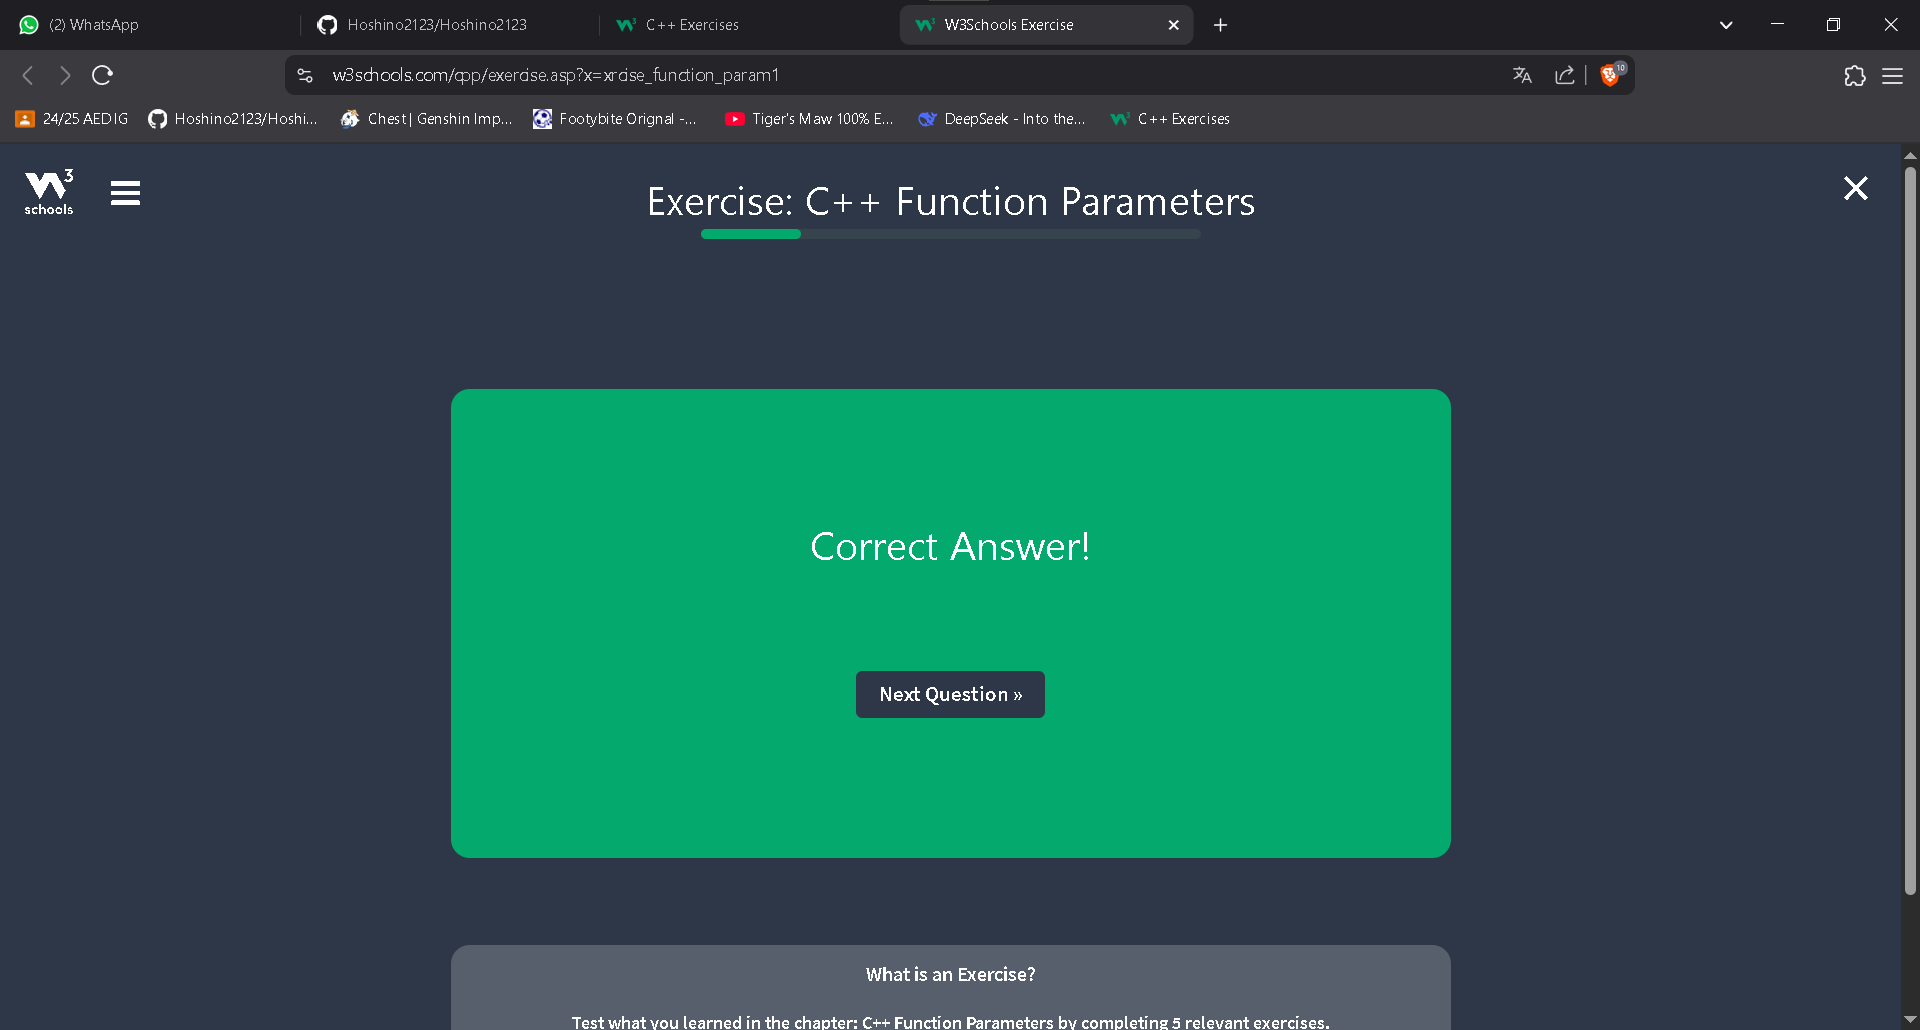 (2) WhatsApp
Hoshino2123/Hoshino2123
C++ Exercises
W3Schools Exercise
w3schools.com/cpp/exercise.asp?x=xrcise_function_param1
10
24/25 AEDIG
Hoshino2123/Hoshi...
Chest | Genshin Imp...
Footybite Orignal -...
Tiger's Maw 100% E...
DeepSeek - Into the...
C++ Exercises
3
schools
Exercise: C++ Function Parameters
Correct Answer!
Next Question »
What is an Exercise?
Test what you learned in the chapter: C++ Function Parameters by completing 5 relevant exercises.